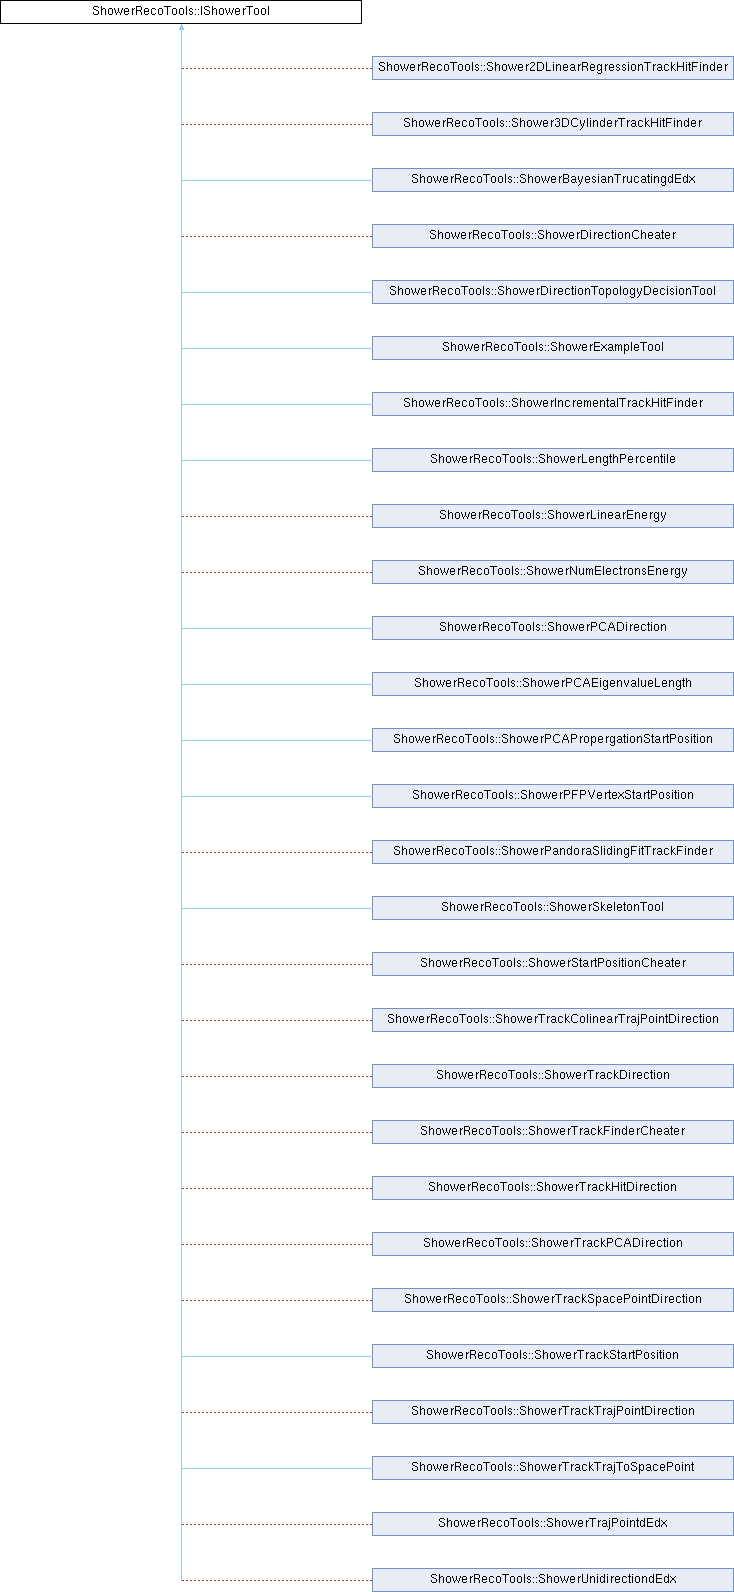 ShowerRecoTools::IShowerTool
ShowerRecoTools::Shower2DLinearRegressionTrackHitFinder
ShowerRecoTools::Shower3DCylinderTrackHitFinder
ShowerRecoTools::ShowerBayesianTrucatingdEdx
ShowerRecoTools::ShowerDirectionCheater
ShowerRecoTools::ShowerDirectionTopologyDecisionTool
ShowerRecoTools::ShowerExampleTool
ShowerRecoTools::ShowerIncrementalTrackHitFinder
ShowerRecoTools::ShowerLengthPercentile
ShowerRecoTools::ShowerLinearEnergy
ShowerRecoTools::ShowerNumElectronsEnergy
ShowerRecoTools::ShowerPCADirection
ShowerRecoTools::ShowerPCAEigenvalueLength
ShowerRecoTools::ShowerPCAPropergationStartPosition
ShowerRecoTools::ShowerPFPVertexStartPosition
ShowerRecoTools::ShowerPandoraSlidingFitTrackFinder
ShowerRecoTools::ShowerSkeletonTool
ShowerRecoTools::ShowerStartPositionCheater
ShowerRecoTools::ShowerTrackColinearTrajPointDirection
ShowerRecoTools::ShowerTrackDirection
ShowerRecoTools::ShowerTrackFinderCheater
ShowerRecoTools::ShowerTrackHitDirection
ShowerRecoTools::ShowerTrackPCADirection
ShowerRecoTools::ShowerTrackSpacePointDirection
ShowerRecoTools::ShowerTrackStartPosition
ShowerRecoTools::ShowerTrackTrajPointDirection
ShowerRecoTools::ShowerTrackTrajToSpacePoint
ShowerRecoTools::ShowerTrajPointdEdx
ShowerRecoTools::ShowerUnidirectiondEdx